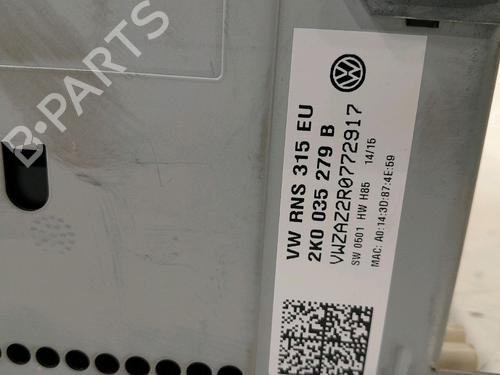 B-PARTS
VW RNS 315 EU
2K0 035 279 B
VWZAZ2R0772917
SW 0501 HW H85 14/16
MAC: A0:14:3D:87:4E:59